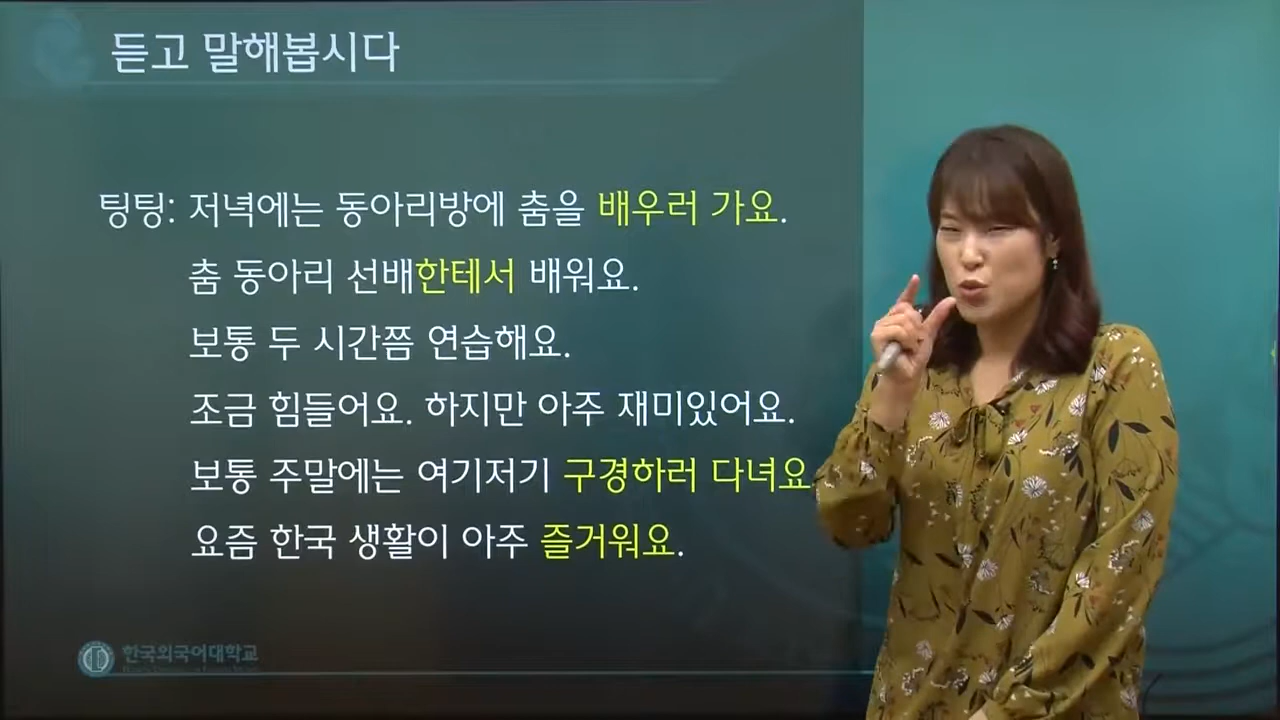 듣고 말해봅시다
팅팅: 저녁에는 동아리방에 춤을 배우러 가요.
춤 동아리 선배한테서 배워요.
보통 두 시간쯤 연습해요.
조금 힘들어요. 하지만 아주 재미있어요.
보통 주말에는 여기저기 구경하러 다녀요
요즘 한국 생활이 아주 즐거워요.
한국외국어대학교